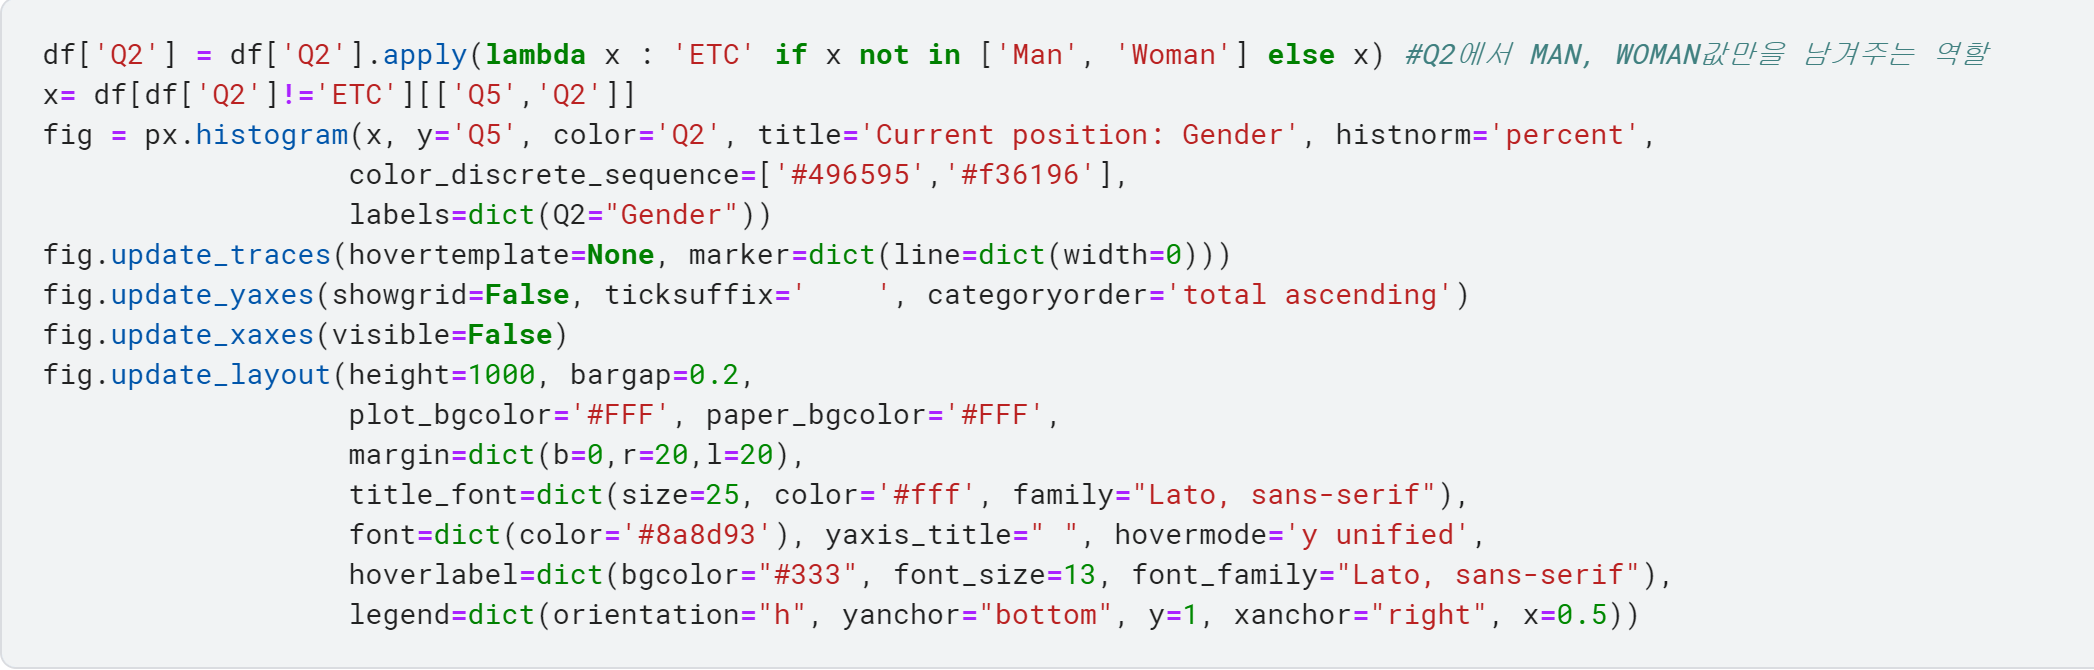 df['Q2'] = df['Q2'].apply(lambda x : 'ETC' if x not in ['Man', 'Woman'] else x) #Q2에서 MAN, WOMAN값만을 남겨주는 역할
x= df[df['Q2']!='ETC'][['Q5','Q2']]
fig = px.histogram(x, y='Q5', color='Q2', title='Current position: Gender', histnorm='percent',
                  color_discrete_sequence=['#496595','#f36196'],
                  labels=dict(Q2="Gender"))
fig.update_traces(hovertemplate=None, marker=dict(line=dict(width=0)))
fig.update_yaxes(showgrid=False, ticksuffix='    ', categoryorder='total ascending')
fig.update_xaxes(visible=False)
fig.update_layout(height=1000, bargap=0.2,
                  plot_bgcolor='#FFF', paper_bgcolor='#FFF',
                  margin=dict(b=0,r=20,l=20),
                  title_font=dict(size=25, color='#fff', family="Lato, sans-serif"),
                  font=dict(color='#8a8d93'), yaxis_title=" ", hovermode='y unified',
                  hoverlabel=dict(bgcolor="#333", font_size=13, font_family="Lato, sans-serif"),
                  legend=dict(orientation="h", yanchor="bottom", y=1, xanchor="right", x=0.5))